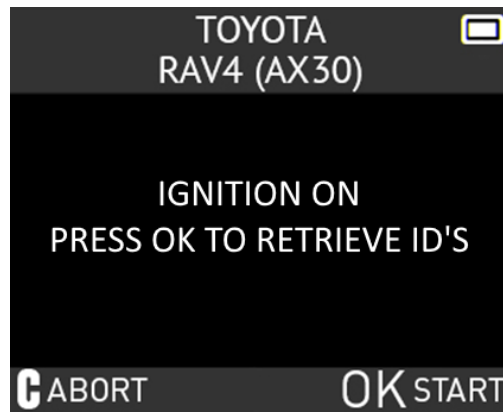 TOYOTA
RAV4 (AX30)
IGNITION ON
PRESS OK TO RETRIEVE ID'S
C ABORT
OK START